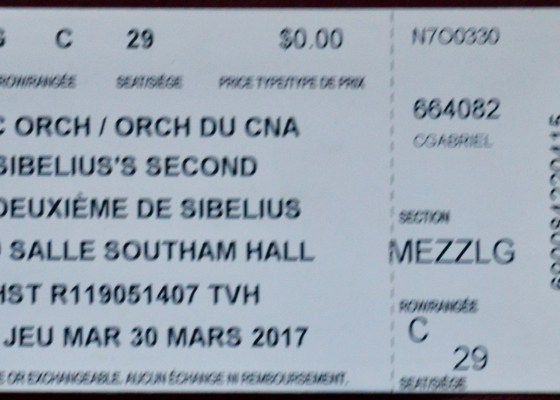 G C 29 $0.00
ROW/RANGÉE SEAT/SIÈGE PRICE TYPE/TYPE DE PRIX
C ORCH / ORCH DU CNA
SIBELIUS'S SECOND
DEUXIÈME DE SIBELIUS
SALLE SOUTHAM HALL
HST R119051407 TVH
JEU MAR 30 MARS 2017
E OR EXCHANGEABLE. AUCUN ÉCHANGE NI REMBOURSEMENT.
N7O0330
664082
CGABRIEL
SECTION
MEZZLG
ROW/RANGÉE
C
29
SEAT/SIÈGE